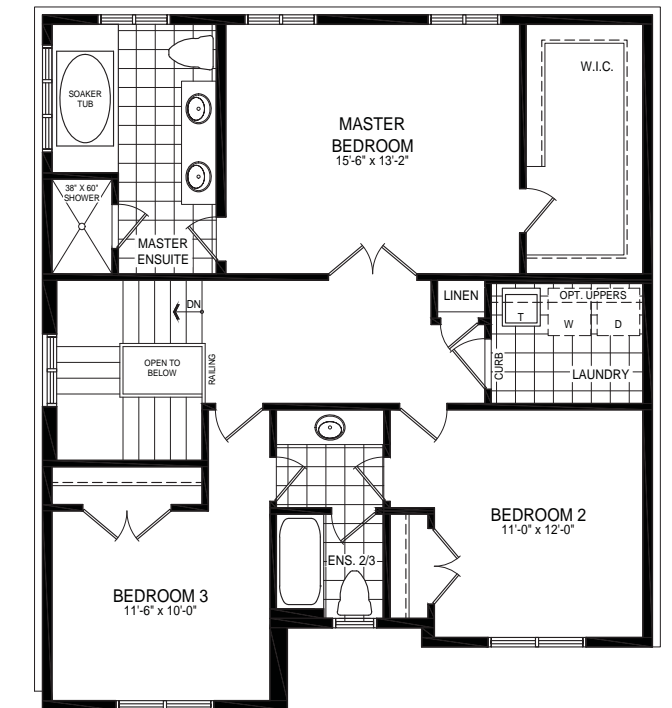 SOAKER
TUB
38" X 60"
SHOWER
MASTER
ENSUITE
MASTER
BEDROOM
15'-6" x 13'-2"
W.I.C.
DN
OPEN TO
BELOW
RAILING
LINEN
OPT. UPPERS
T
W
D
CURB
LAUNDRY
BEDROOM 2
11'-0" x 12'-0"
ENS. 2/3
BEDROOM 3
11'-6" x 10'-0"